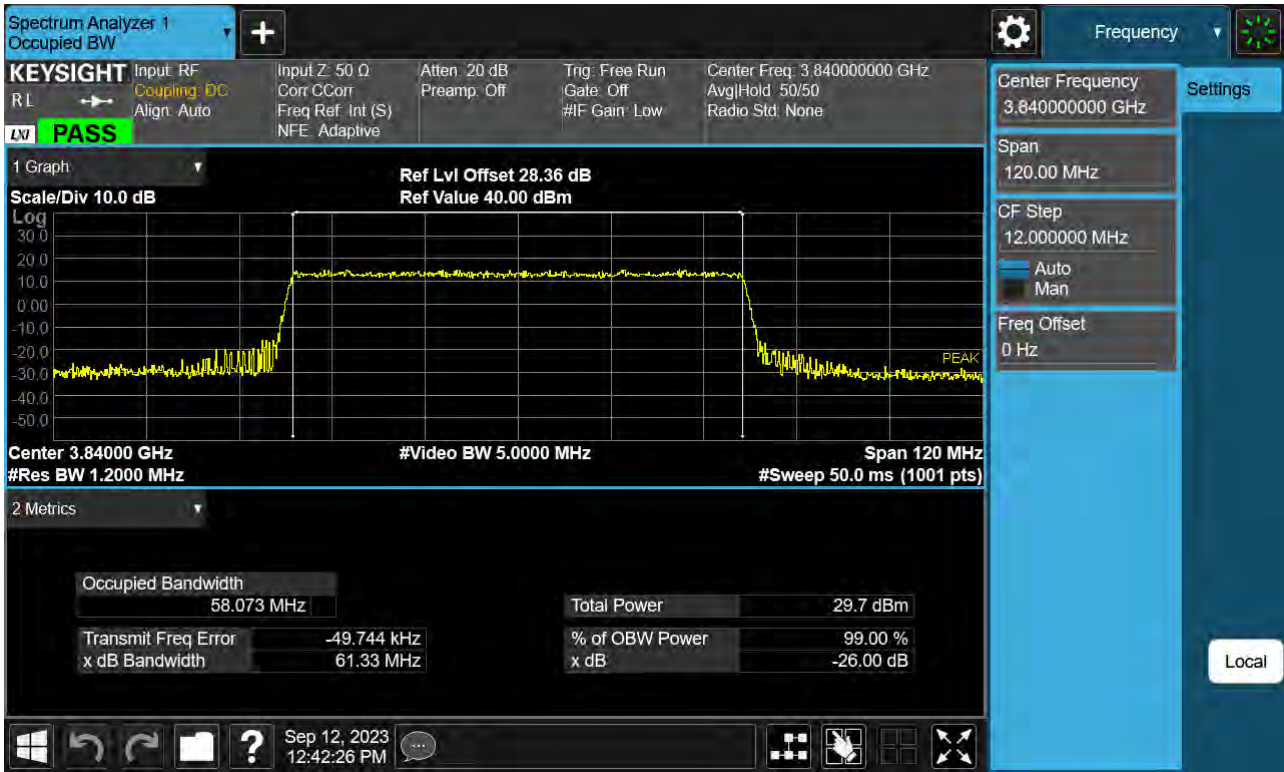 Spectrum Analyzer 1
Occupied BW
Frequency
KEYSIGHT
RL
LXI
PASS
Input: RF
Coupling: DC
Align: Auto
Input Z: 50 Ω
Corr CCorr
Freq Ref: Int (S)
NFE: Adaptive
Atten: 20 dB
Preamp: Off
Trig: Free Run
Gate: Off
#IF Gain: Low
Center Freq: 3.840000000 GHz
Avg|Hold: 50/50
Radio Std: None
Center Frequency
3.840000000 GHz
Settings
Span
120.00 MHz
CF Step
12.000000 MHz
Auto
Man
Freq Offset
0 Hz
Local
1 Graph
Scale/Div 10.0 dB
Ref Lvl Offset 28.36 dB
Ref Value 40.00 dBm
Log
30.0
20.0
10.0
0.00
-10.0
-20.0
-30.0
-40.0
-50.0
PEAK
Center 3.84000 GHz
#Video BW 5.0000 MHz
Span 120 MHz
#Res BW 1.2000 MHz
#Sweep 50.0 ms (1001 pts)
2 Metrics
Occupied Bandwidth
58.073 MHz
Total Power 29.7 dBm
Transmit Freq Error -49.744 kHz
% of OBW Power 99.00 %
x dB Bandwidth 61.33 MHz
x dB -26.00 dB
?
Sep 12, 2023
12:42:26 PM